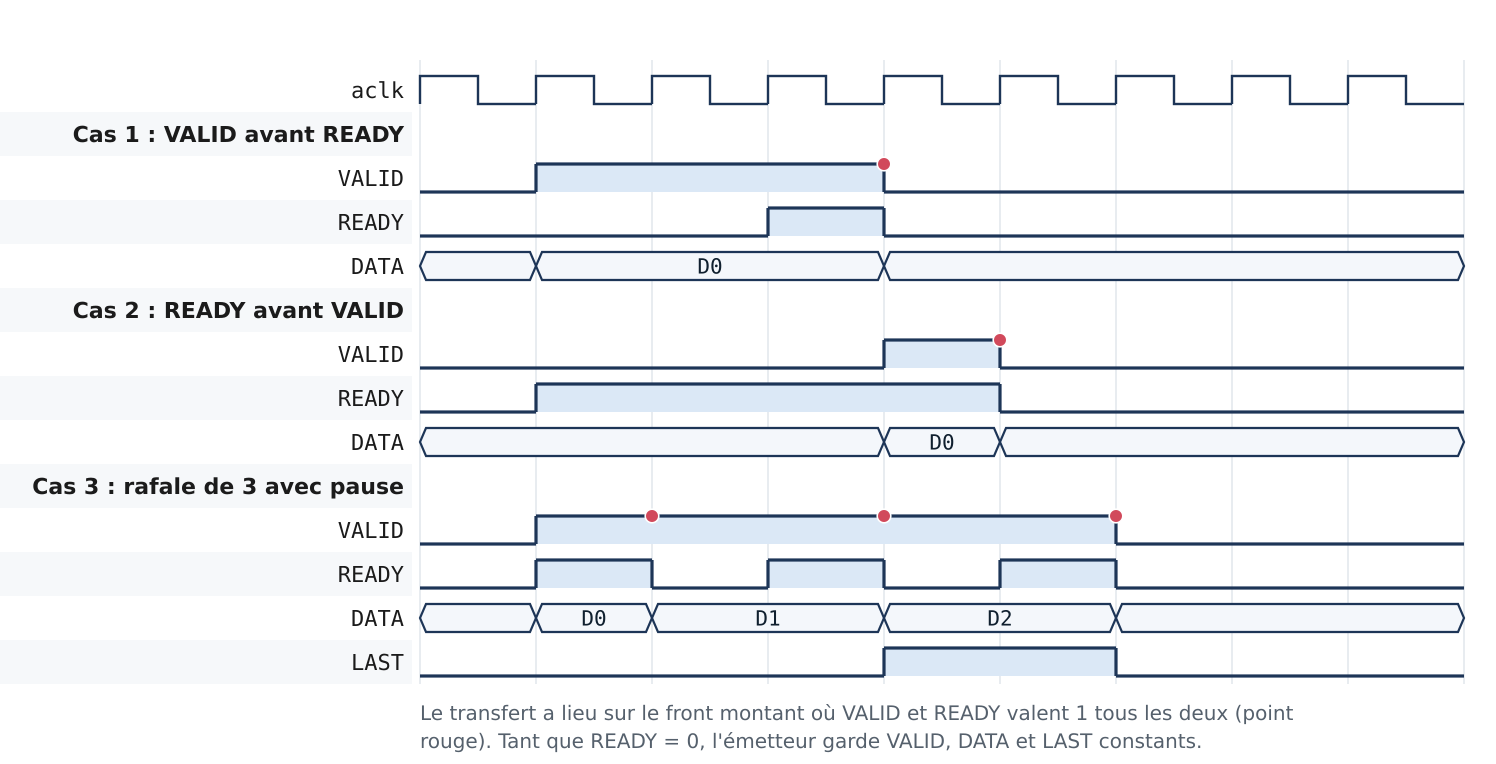 aclk
Cas 1 : VALID avant READY
VALID
READY
DATA
D0
Cas 2 : READY avant VALID
VALID
READY
DATA
D0
Cas 3 : rafale de 3 avec pause
VALID
READY
DATA
D0
D1
D2
LAST
Le transfert a lieu sur le front montant où VALID et READY valent 1 tous les deux (point
rouge). Tant que READY = 0, l'émetteur garde VALID, DATA et LAST constants.